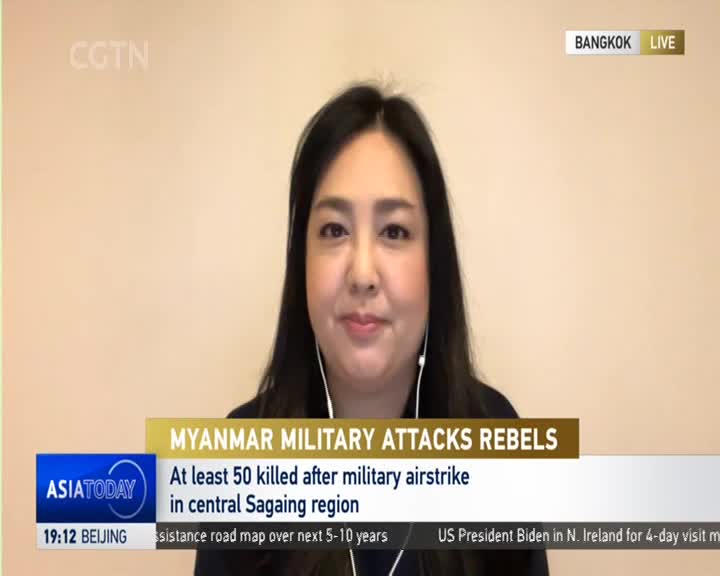 CGTN
BANGKOK LIVE
MYANMAR MILITARY ATTACKS REBELS
At least 50 killed after military airstrike
in central Sagaing region
ASIA TODAY
19:12 BEIJING
ssistance road map over next 5-10 years US President Biden in N. Ireland for 4-day visit m